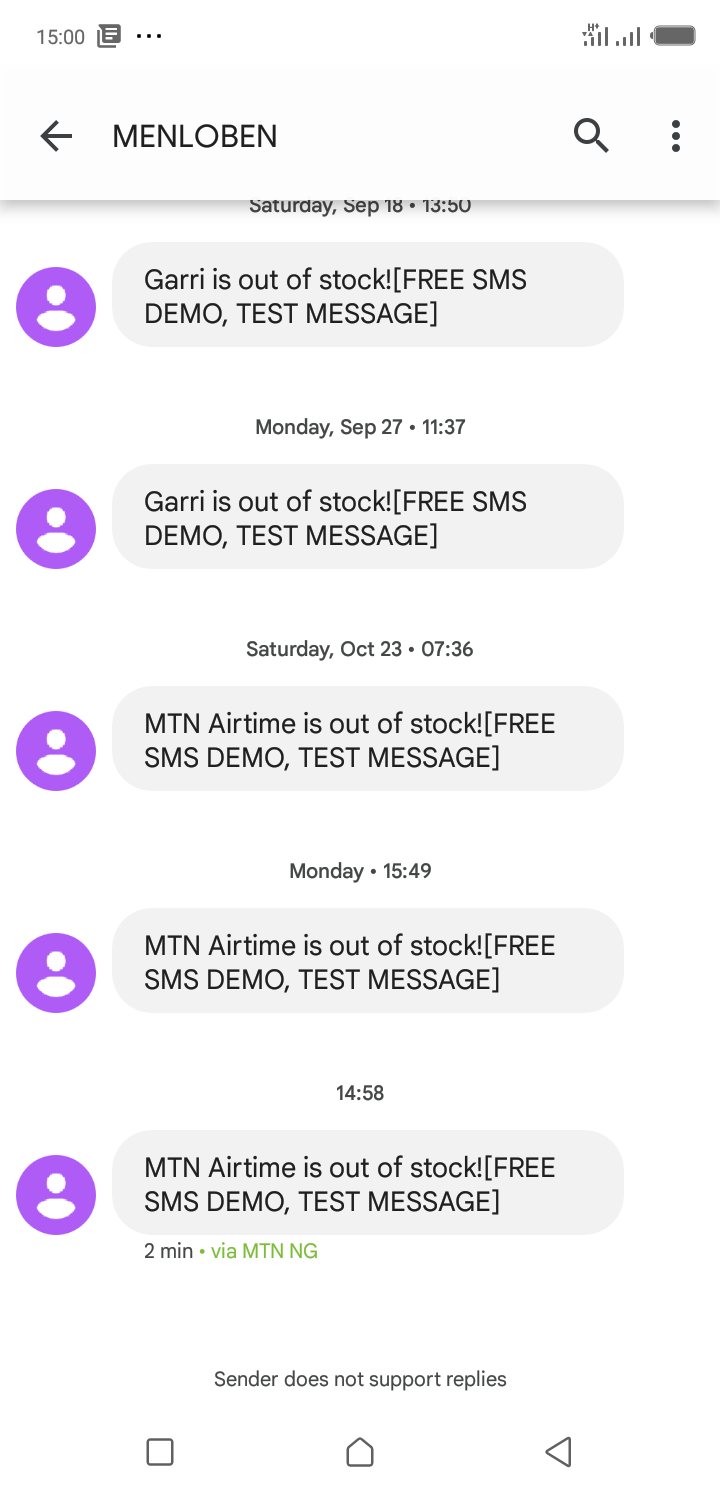 15:00
H+
MENLOBEN
Saturday, Sep 18 • 13:50
Garri is out of stock![FREE SMS
DEMO, TEST MESSAGE]
Monday, Sep 27 • 11:37
Garri is out of stock![FREE SMS
DEMO, TEST MESSAGE]
Saturday, Oct 23 • 07:36
MTN Airtime is out of stock![FREE
SMS DEMO, TEST MESSAGE]
Monday • 15:49
MTN Airtime is out of stock![FREE
SMS DEMO, TEST MESSAGE]
14:58
MTN Airtime is out of stock![FREE
SMS DEMO, TEST MESSAGE]
2 min • via MTN NG
Sender does not support replies